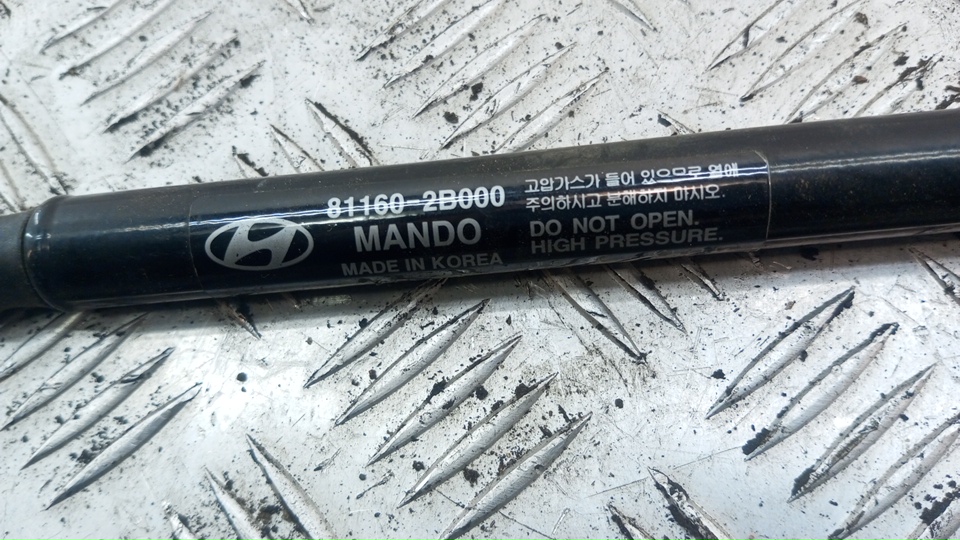 81160-2B000
MANDO
MADE IN KOREA
고압가스가 들어 있으므로 열에
주의하시고 분해하지 마시오.
DO NOT OPEN.
HIGH PRESSURE.